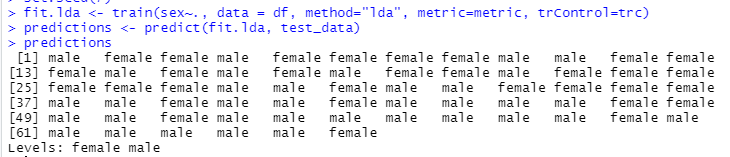 > fit.lda <- train(sex~., data = df, method="lda", metric=metric, trControl=trc)
> predictions <- predict(fit.lda, test_data)
> predictions
[1] male female female male female female female female male male female female
[13] female male female female female male female female male female female female
[25] female female female male male female male male female female female female
[37] male male female male female female male male male male female female
[49] male male female male male male male male male male female male
[61] male male male male male female
Levels: female male